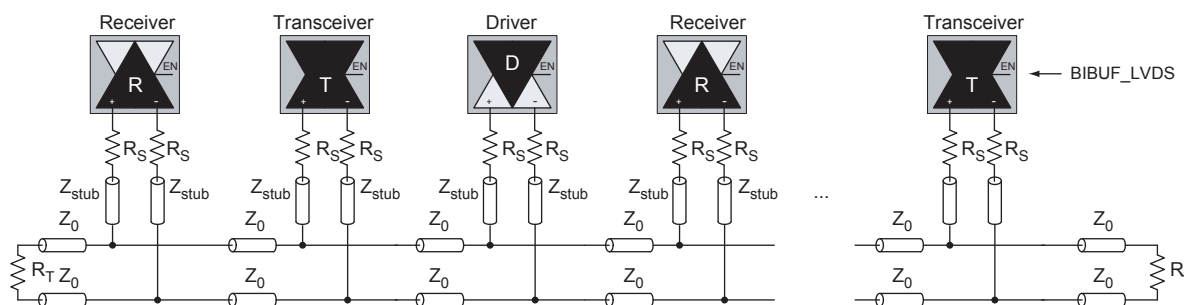 Receiver Transceiver Driver Receiver Transceiver
R EN T EN D EN R EN T EN BIBUF_LVDS
+ - + - + - + - + -
RS RS RS RS RS RS RS RS RS RS
Zstub Zstub Zstub Zstub Zstub Zstub Zstub Zstub ...
Z0 Z0 Z0 Z0 Z0 Z0
RT Z0 Z0 Z0 Z0 Z0 Z0 R